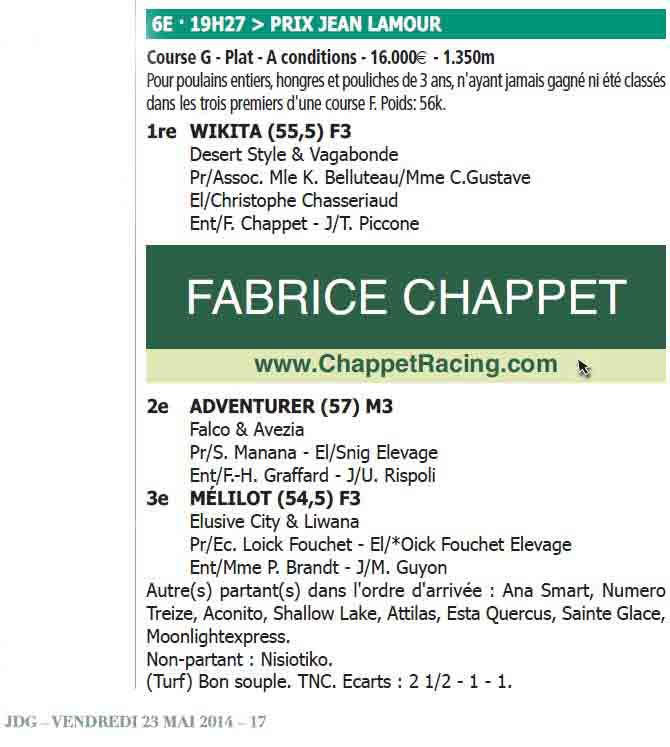 6E · 19H27 > PRIX JEAN LAMOUR
Course G - Plat - A conditions - 16.000€ - 1.350m
Pour poulains entiers, hongres et pouliches de 3 ans, n'ayant jamais gagné ni été classés
dans les trois premiers d'une course F. Poids: 56k.
1re WIKITA (55,5) F3
Desert Style & Vagabonde
Pr/Assoc. Mle K. Belluteau/Mme C.Gustave
El/Christophe Chasseriaud
Ent/F. Chappet - J/T. Piccone
FABRICE CHAPPET
www.ChappetRacing.com
2e ADVENTURER (57) M3
Falco & Avezia
Pr/S. Manana - El/Snig Elevage
Ent/F.-H. Graffard - J/U. Rispoli
3e MÉLILOT (54,5) F3
Elusive City & Liwana
Pr/Ec. Loick Fouchet - El/*Oick Fouchet Elevage
Ent/Mme P. Brandt - J/M. Guyon
Autre(s) partant(s) dans l'ordre d'arrivée : Ana Smart, Numero
Treize, Aconito, Shallow Lake, Attilas, Esta Quercus, Sainte Glace,
Moonlightexpress.
Non-partant : Nisiotiko.
(Turf) Bon souple. TNC. Ecarts : 2 1/2 - 1 - 1.
JDG – VENDREDI 23 MAI 2014 – 17